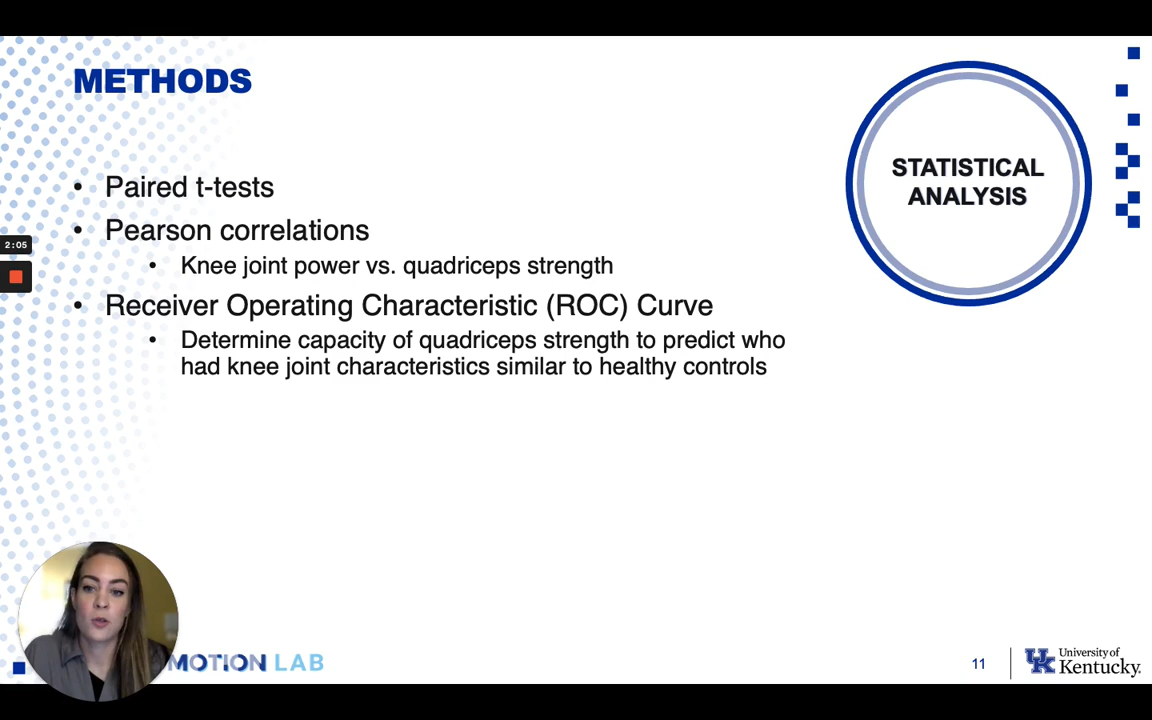 METHODS
STATISTICAL
ANALYSIS
• Paired t-tests
• Pearson correlations
• Knee joint power vs. quadriceps strength
• Receiver Operating Characteristic (ROC) Curve
• Determine capacity of quadriceps strength to predict who
had knee joint characteristics similar to healthy controls
2:05
MOTION LAB
11
UK
University of
Kentucky.